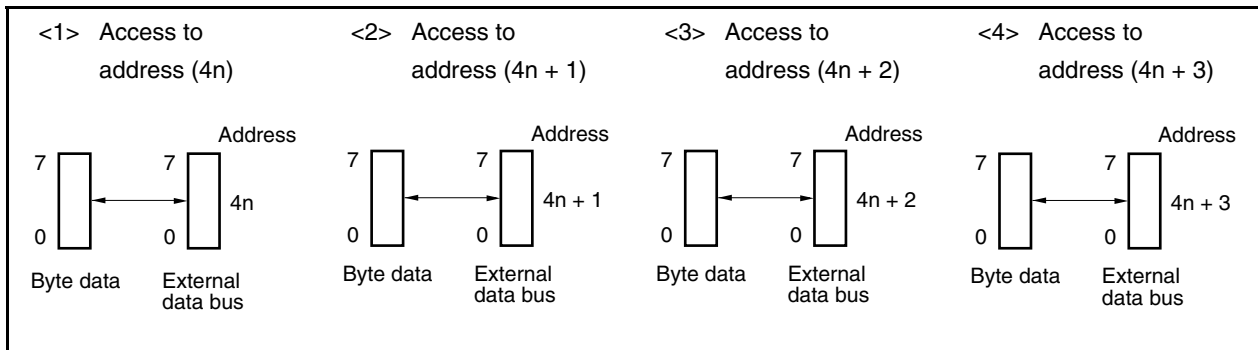 <1> Access to
address (4n)
Address
7
7
4n
0
0
Byte data
External
data bus
<2> Access to
address (4n + 1)
Address
7
7
4n + 1
0
0
Byte data
External
data bus
<3> Access to
address (4n + 2)
Address
7
7
4n + 2
0
0
Byte data
External
data bus
<4> Access to
address (4n + 3)
Address
7
7
4n + 3
0
0
Byte data
External
data bus